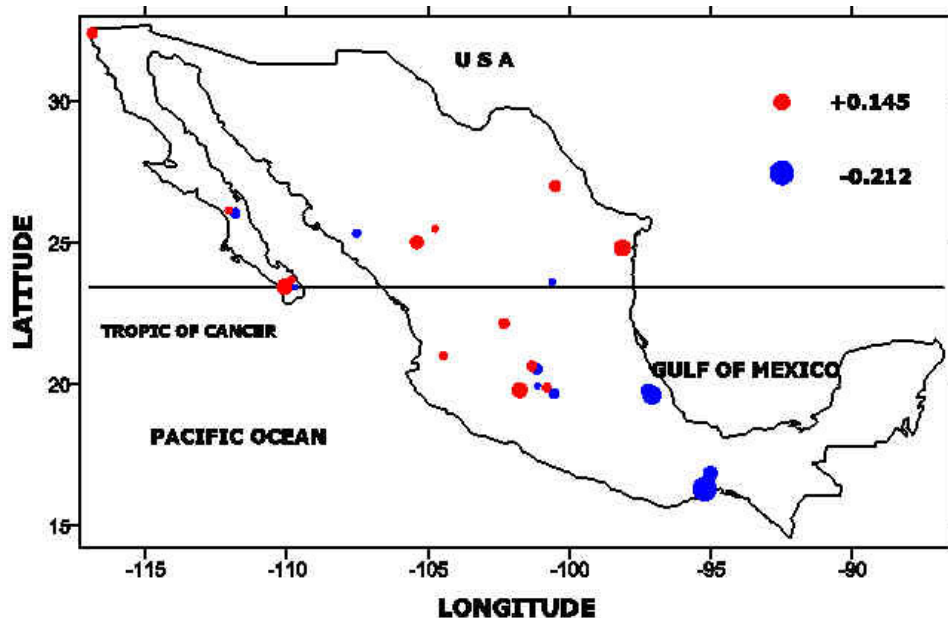 U S A
+0.145
-0.212
TROPIC OF CANCER
GULF OF MEXICO
PACIFIC OCEAN
LATITUDE
30
25
20
15
-115 -110 -105 -100 -95 -90
LONGITUDE